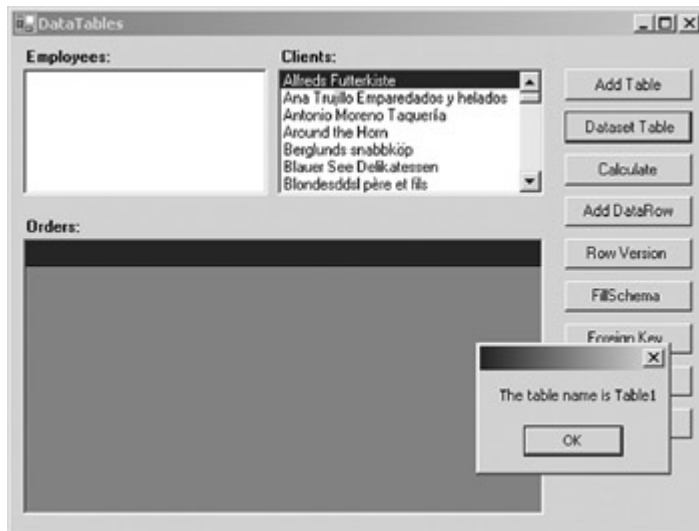 DataTables
Employees:
Clients:
Alfreds Futterkiste
Ana Trujillo Emparedados y helados
Antonio Moreno Taquería
Around the Horn
Berglunds snabbköp
Blauer See Delikatessen
Blondesddsl père et fils
Add Table
Dataset Table
Calculate
Add DataRow
Row Version
FillSchema
Foreign Key
Orders:
The table name is Table1
OK